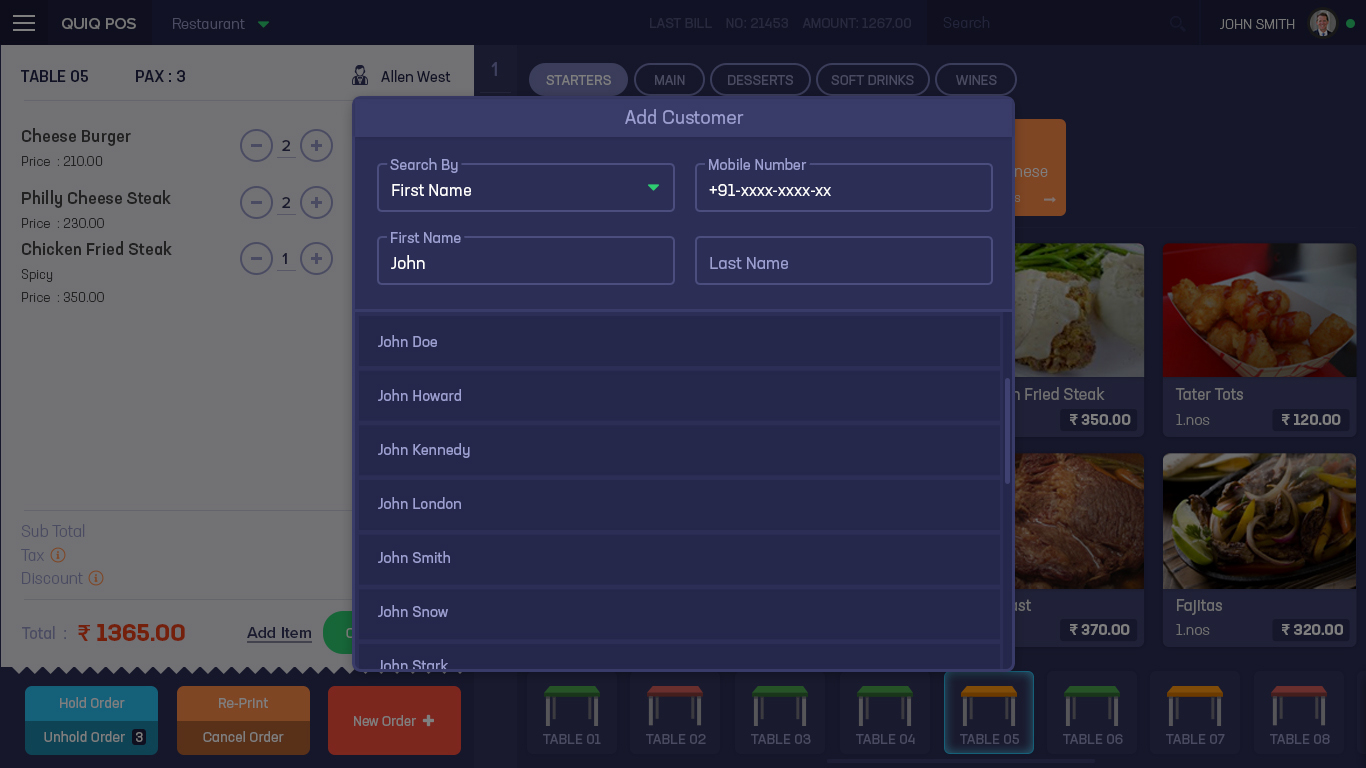 QUIQ POS
Restaurant
LAST BILL NO: 21453 AMOUNT: 1267.00
Search
JOHN SMITH
TABLE 05
PAX : 3
Allen West
1
STARTERS
MAIN
DESSERTS
SOFT DRINKS
WINES
Cheese Burger
Price : 210.00
2
Philly Cheese Steak
Price : 230.00
2
Chicken Fried Steak
Spicy
Price : 350.00
1
Sub Total
Tax
Discount
Total : ₹ 1365.00
Add Item
Hold Order
Unhold Order 3
Re-Print
Cancel Order
New Order
Add Customer
Search By
First Name
Mobile Number
+91-xxxx-xxxx-xx
First Name
John
Last Name
John Doe
John Howard
John Kennedy
John London
John Smith
John Snow
John Stark
nese
s
n Fried Steak
₹ 350.00
Tater Tots
1.nos
₹ 120.00
ast
₹ 370.00
Fajitas
1.nos
₹ 320.00
TABLE 01
TABLE 02
TABLE 03
TABLE 04
TABLE 05
TABLE 06
TABLE 07
TABLE 08